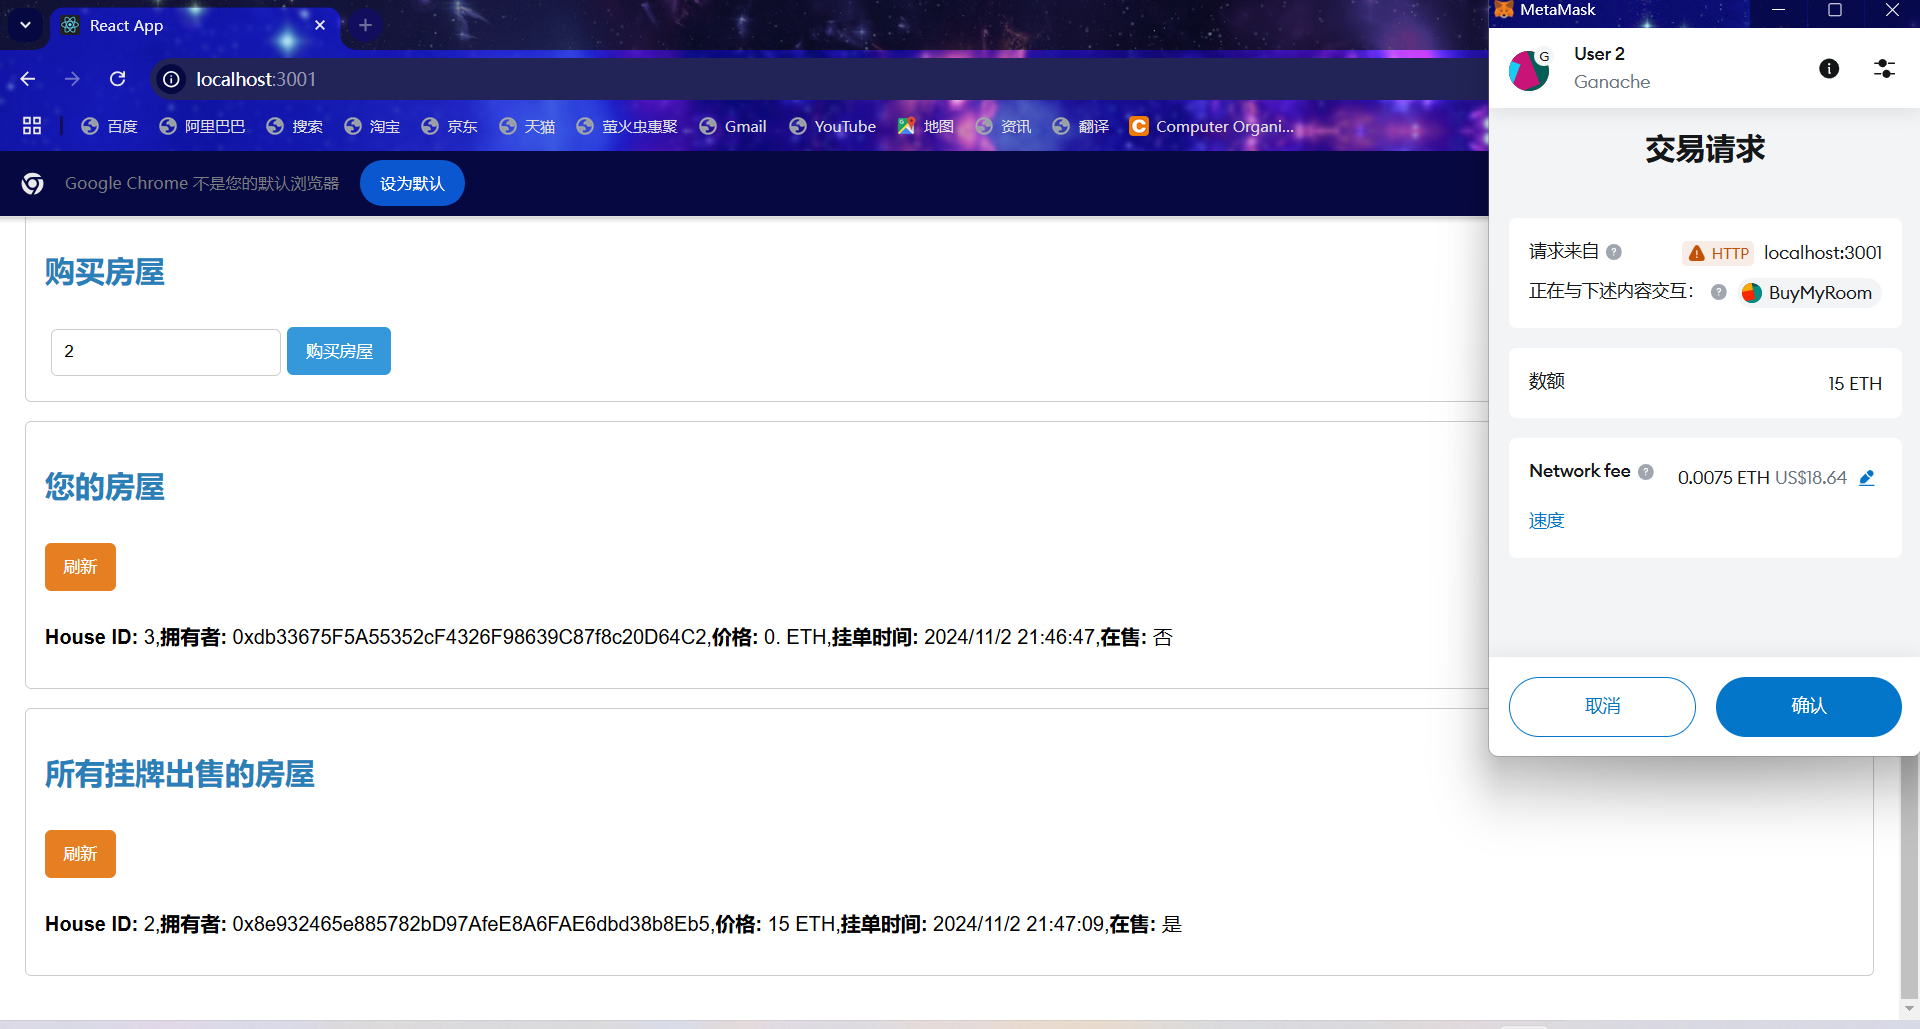 React App
localhost:3001
百度
阿里巴巴
搜索
淘宝
京东
天猫
萤火虫惠聚
Gmail
YouTube
地图
资讯
翻译
Computer Organi...
Google Chrome 不是您的默认浏览器
设为默认
购买房屋
2
购买房屋
您的房屋
刷新
House ID: 3,拥有者: 0xdb33675F5A55352cF4326F98639C87f8c20D64C2,价格: 0. ETH,挂单时间: 2024/11/2 21:46:47,在售: 否
所有挂牌出售的房屋
刷新
House ID: 2,拥有者: 0x8e932465e885782bD97AfeE8A6FAE6dbd38b8Eb5,价格: 15 ETH,挂单时间: 2024/11/2 21:47:09,在售: 是
MetaMask
G
User 2
Ganache
交易请求
请求来自 HTTP localhost:3001
正在与下述内容交互： BuyMyRoom
数额 15 ETH
Network fee 0.0075 ETH US$18.64
速度
取消
确认